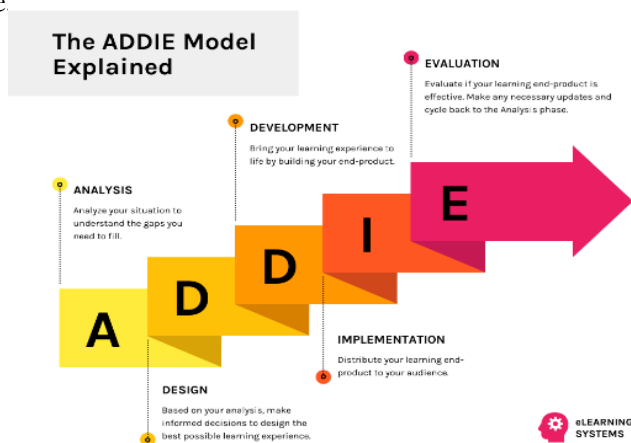 The ADDIE Model
Explained
EVALUATION
Evaluate if your learning end-product is
effective. Make any necessary updates and
cycle back to the Analysis phase.
DEVELOPMENT
Bring your learning experience to
life by building your end-product.
ANALYSIS
Analyze your situation to
understand the gaps you
need to fill.
A
D
D
I
E
IMPLEMENTATION
Distribute your learning end-
product to your audience.
DESIGN
Based on your analysis, make
informed decisions to design the
best possible learning experience.
eLEARNING
SYSTEMS